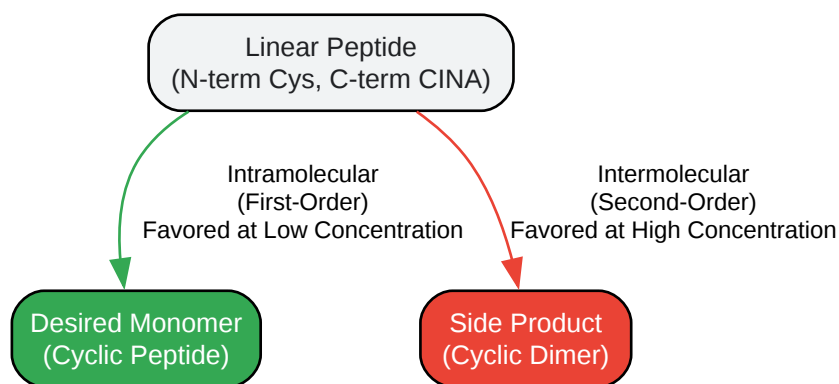 Linear Peptide
(N-term Cys, C-term CINA)
Intramolecular
(First-Order)
Favored at Low Concentration
Intermolecular
(Second-Order)
Favored at High Concentration
Desired Monomer
(Cyclic Peptide)
Side Product
(Cyclic Dimer)